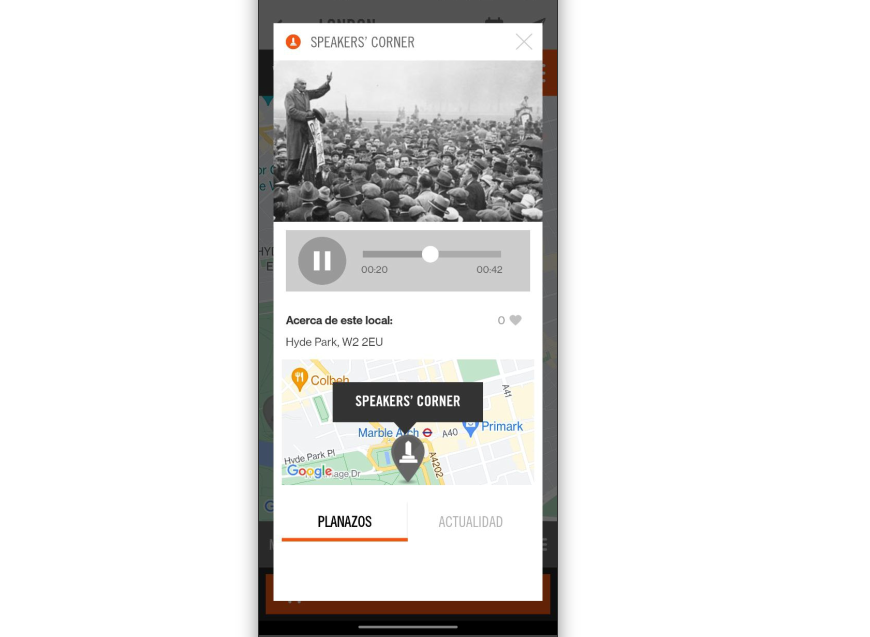 LONDON
SPEAKERS' CORNER
00:20
00:42
Acerca de este local:
0
Hyde Park, W2 2EU
Colbeh
SPEAKERS' CORNER
A41
Marble Arch
A40
Primark
Hyde Park Pl
A4202
Google
PLANAZOS
ACTUALIDAD